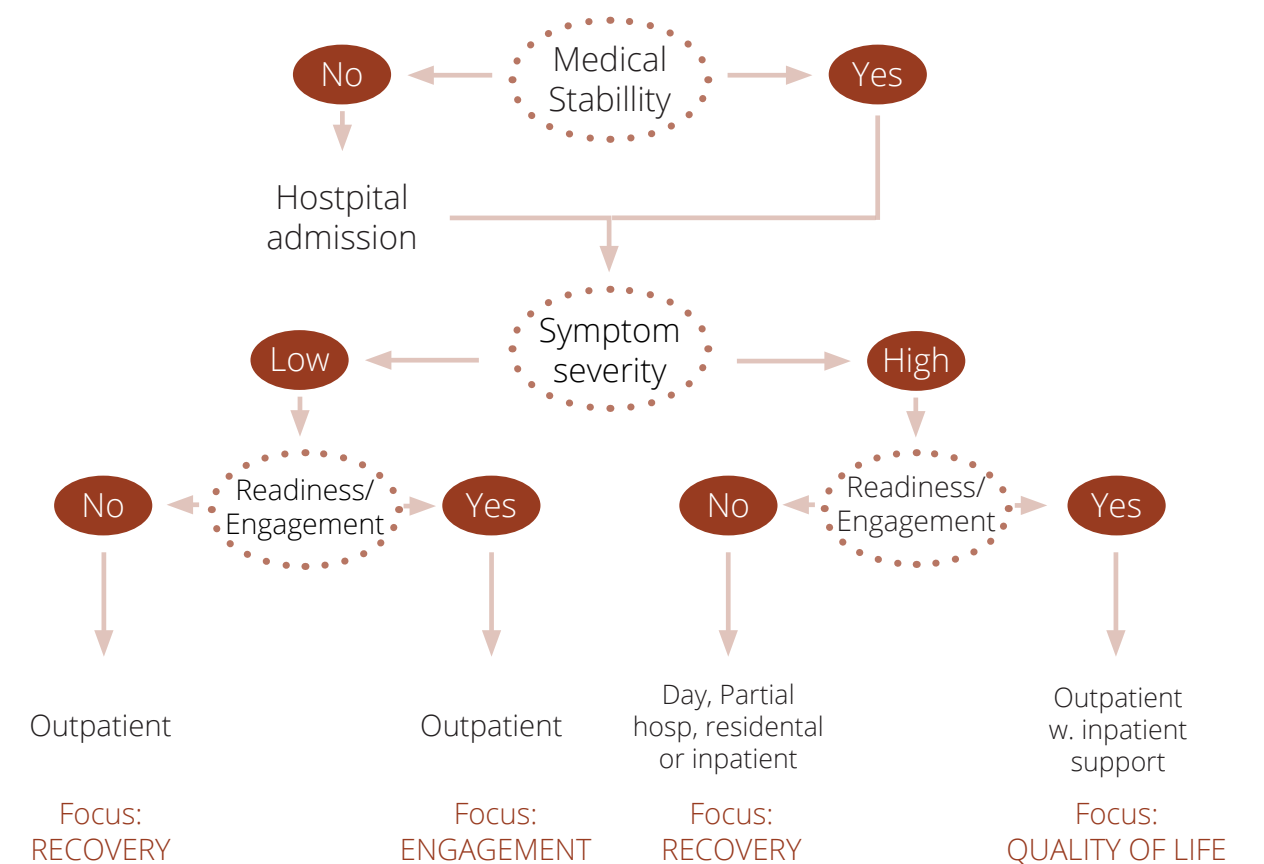 No
Medical
Stabillity
Yes
Hostpital
admission
Symptom
severity
Low
High
No
Readiness/
Engagement
Yes
No
Readiness/
Engagement
Yes
Outpatient
Outpatient
Day, Partial
hosp, residental
or inpatient
Outpatient
w. inpatient
support
Focus:
RECOVERY
Focus:
ENGAGEMENT
Focus:
RECOVERY
Focus:
QUALITY OF LIFE